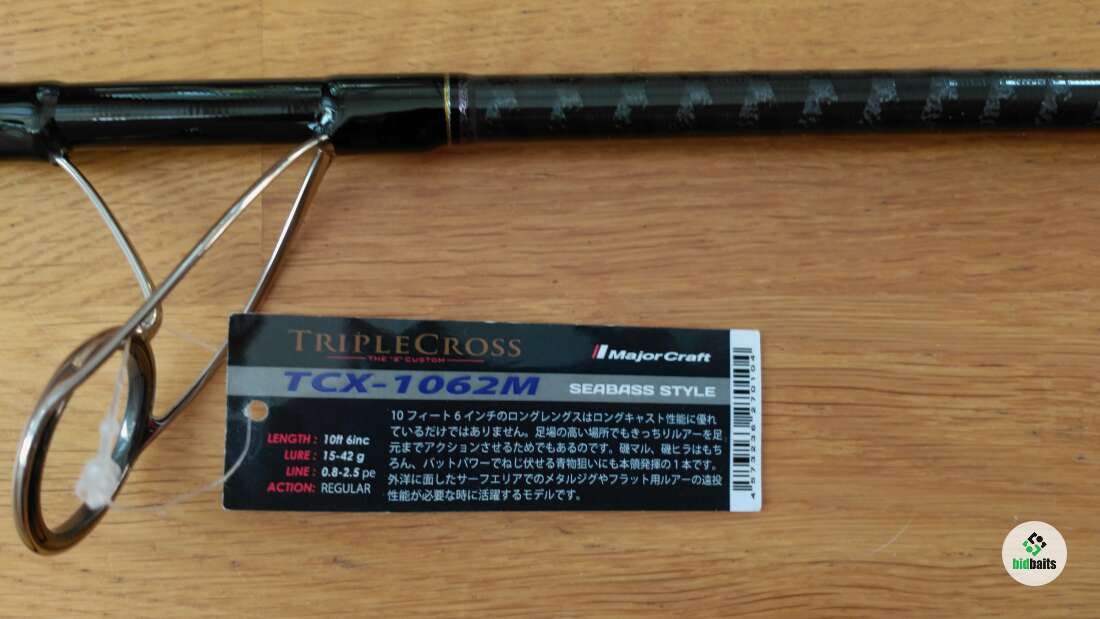 TRIPLECROSS
THE "X" CUSTOM
MajorCraft
TCX-1062M
SEABASS STYLE
LENGTH : 10ft 6inc
LURE : 15-42 g
LINE : 0.8-2.5 pe
ACTION: REGULAR
10 フィート 6 インチのロングレングスはロングキャスト性能に優れ
ているだけではありません。足場の高い場所でもきっちりルアーを足
元までアクションさせるためでもあるのです。磯マル、磯ヒラはもち
ろん、バットパワーでねじ伏せる青物狙いにも本領発揮の 1 本です。
外洋に面したサーフエリアでのメタルジグやフラット用ルアーの遠投
性能が必要な時に活躍するモデルです。
4 573236 270104
bidbaits